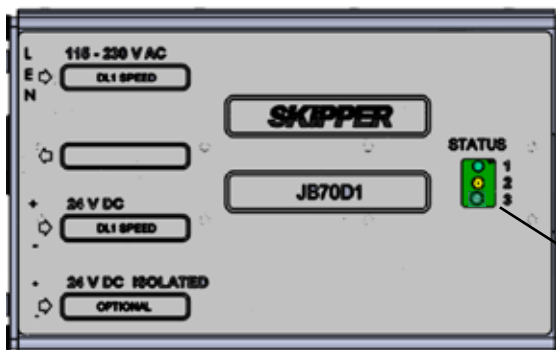 L 115 - 230 V AC
E DL1 SPEED
N
SKIPPER
STATUS
1
2
3
JB70D1
+ 24 V DC
DL1 SPEED
-
+ 24 V DC ISOLATED
- OPTIONAL